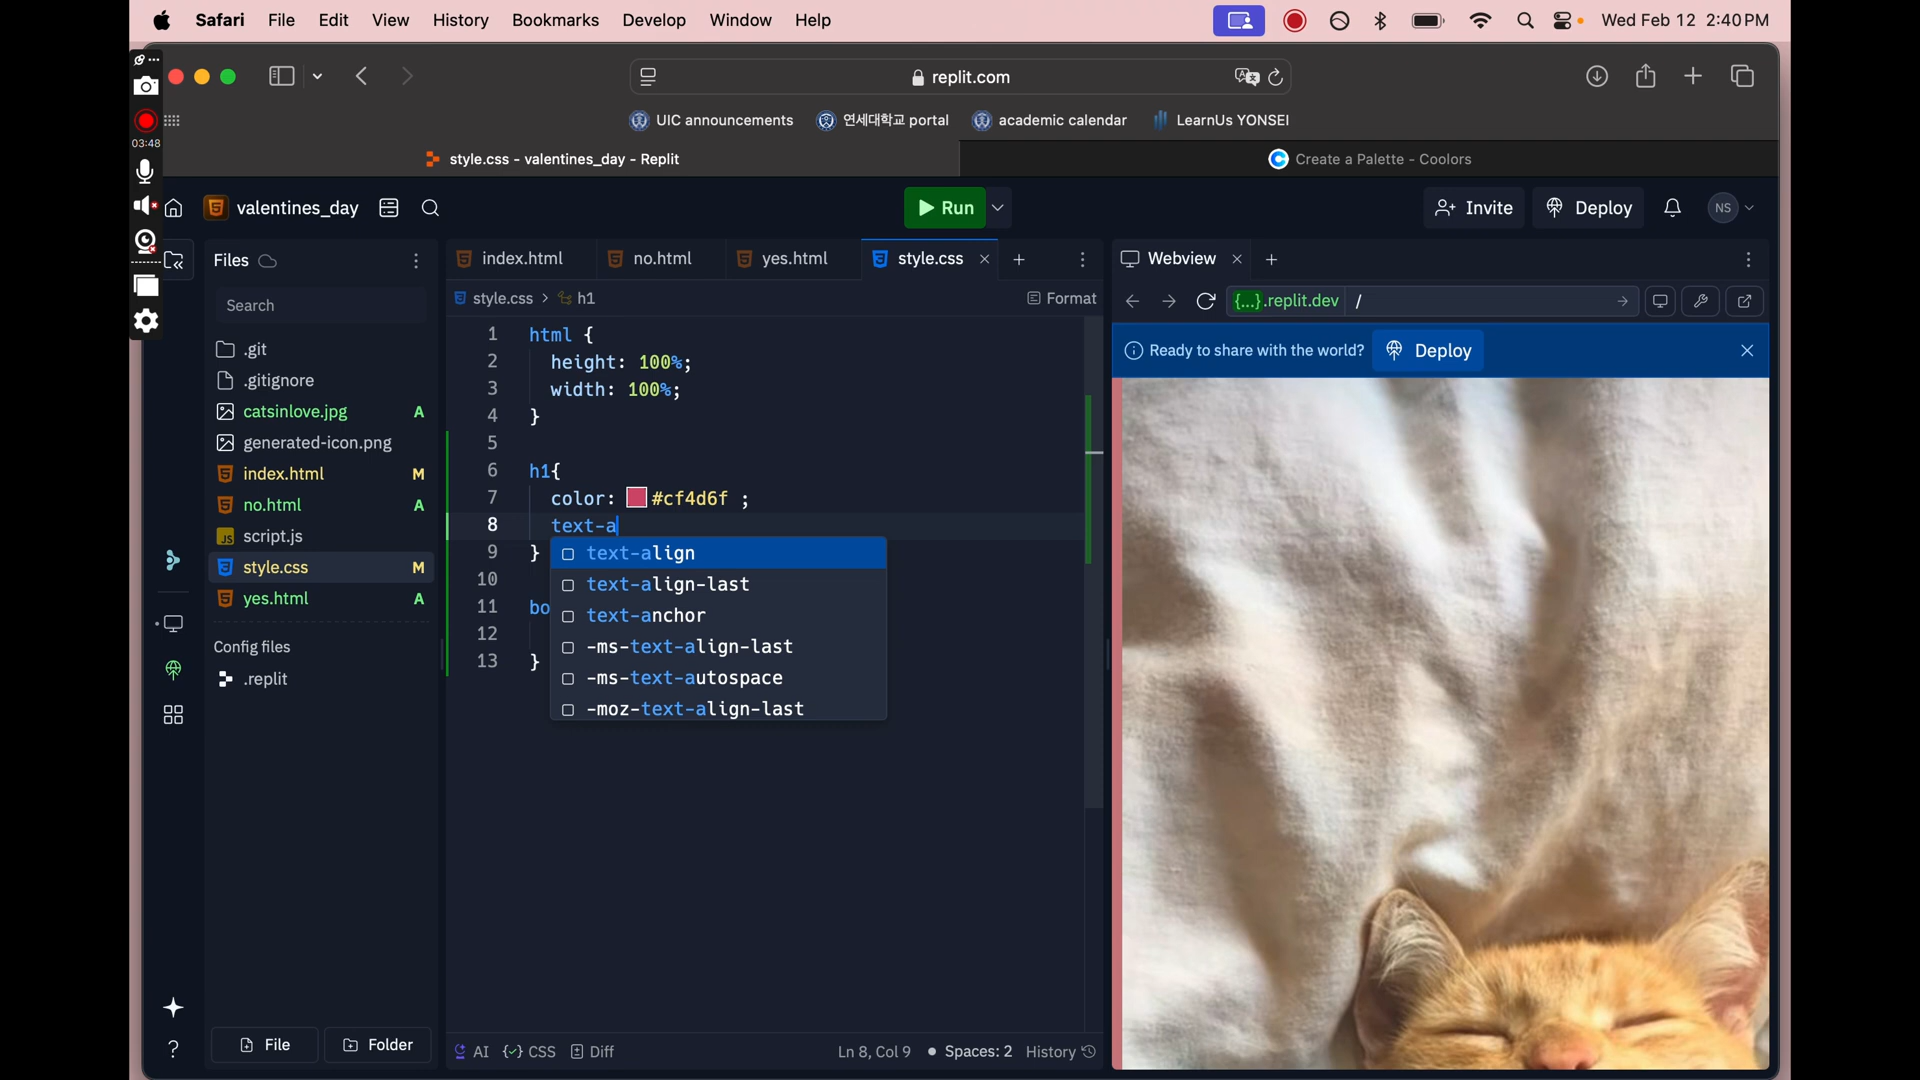 Safari File Edit View History Bookmarks Develop Window Help Wed Feb 12 2:40 PM
replit.com
03:48
UIC announcements 연세대학교 portal academic calendar LearnUs YONSEI
style.css - valentines_day - Replit Create a Palette - Coolors
valentines_day Run Invite Deploy NS
Files
Search
.git
.gitignore
catsinlove.jpg A
generated-icon.png
index.html M
no.html A
script.js
style.css M
yes.html A
Config files
.replit
File Folder
index.html no.html yes.html style.css
style.css > h1 Format
1 html {
2 height: 100%;
3 width: 100%;
4 }
5
6 h1{
7 color: #cf4d6f ;
8 text-a
9 }
10
11 bo
12
13 }
text-align
text-align-last
text-anchor
-ms-text-align-last
-ms-text-autospace
-moz-text-align-last
AI CSS Diff Ln 8, Col 9 Spaces: 2 History
Webview
{...}.replit.dev /
Ready to share with the world? Deploy